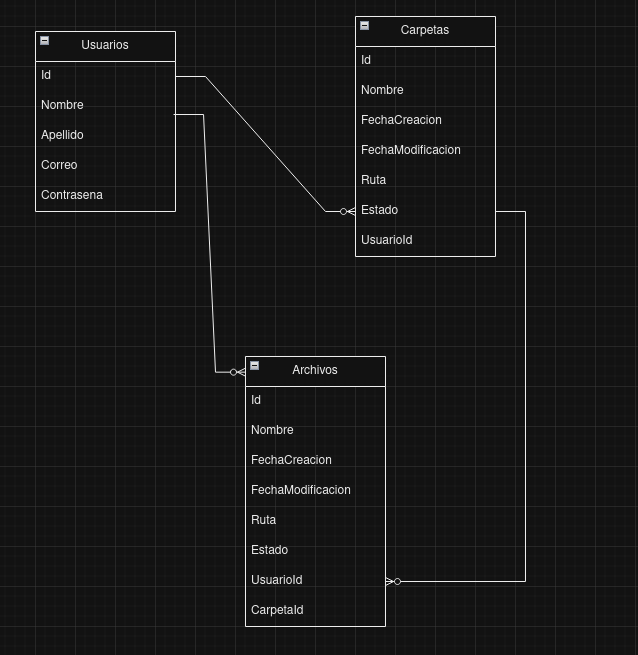 Usuarios
Id
Nombre
Apellido
Correo
Contrasena
Carpetas
Id
Nombre
FechaCreacion
FechaModificacion
Ruta
Estado
UsuarioId
Archivos
Id
Nombre
FechaCreacion
FechaModificacion
Ruta
Estado
UsuarioId
CarpetaId